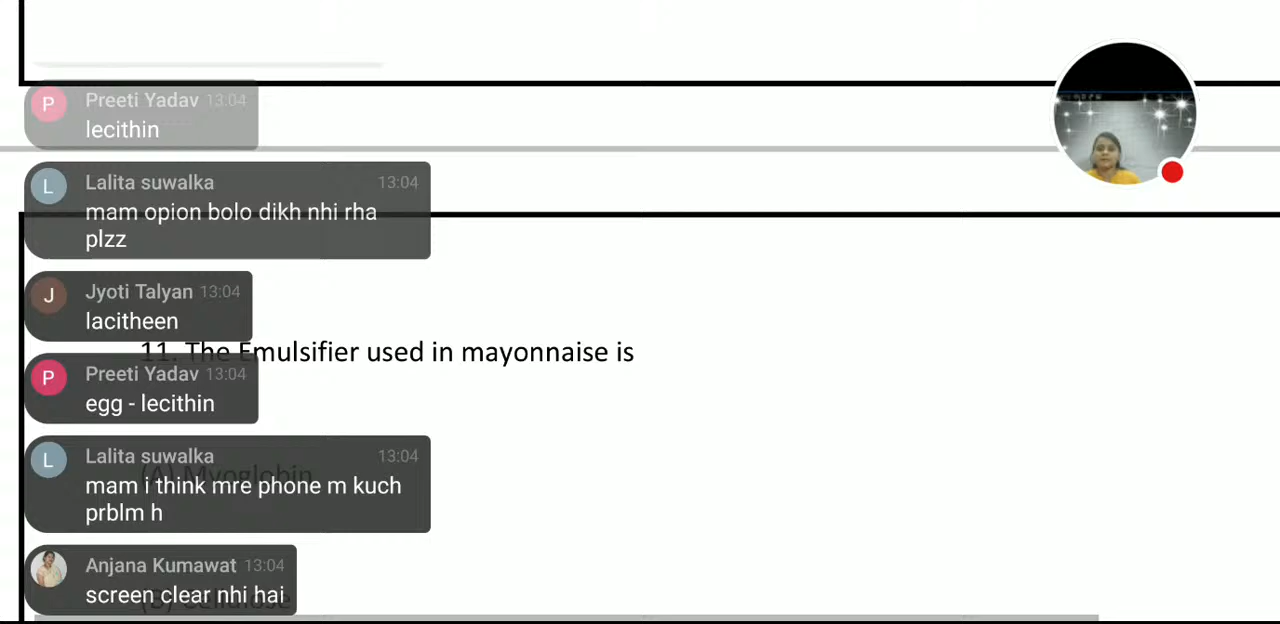 P Preeti Yadav 13:04
lecithin
L Lalita suwalka 13:04
mam opion bolo dikh nhi rha
plzz
J Jyoti Talyan 13:04
lacitheen
11. The Emulsifier used in mayonnaise is
P Preeti Yadav 13:04
egg - lecithin
L Lalita suwalka 13:04
(A) Myoglobin
mam i think mre phone m kuch
prblm h
Anjana Kumawat 13:04
screen clear nhi hai
(B) Cellulose